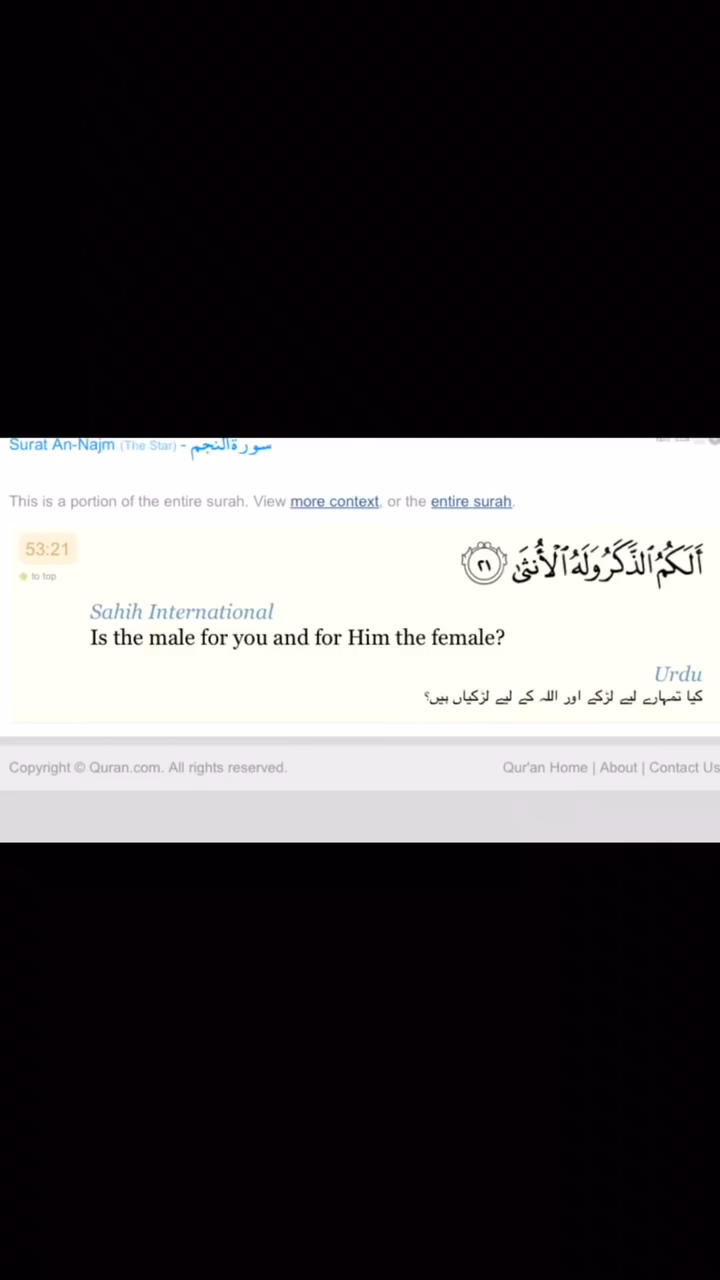 Surat An-Najm (The Star) - سورة النجم
This is a portion of the entire surah. View more context, or the entire surah.
53:21
أَلَكُمُ ٱلذَّكَرُ وَلَهُ ٱلْأُنثَىٰ ٢١
to top
Sahih International
Is the male for you and for Him the female?
Urdu
کیا تمہارے لیے لڑکے اور اللہ کے لیے لڑکیاں ہیں؟
Copyright © Quran.com. All rights reserved.
Qur'an Home | About | Contact Us